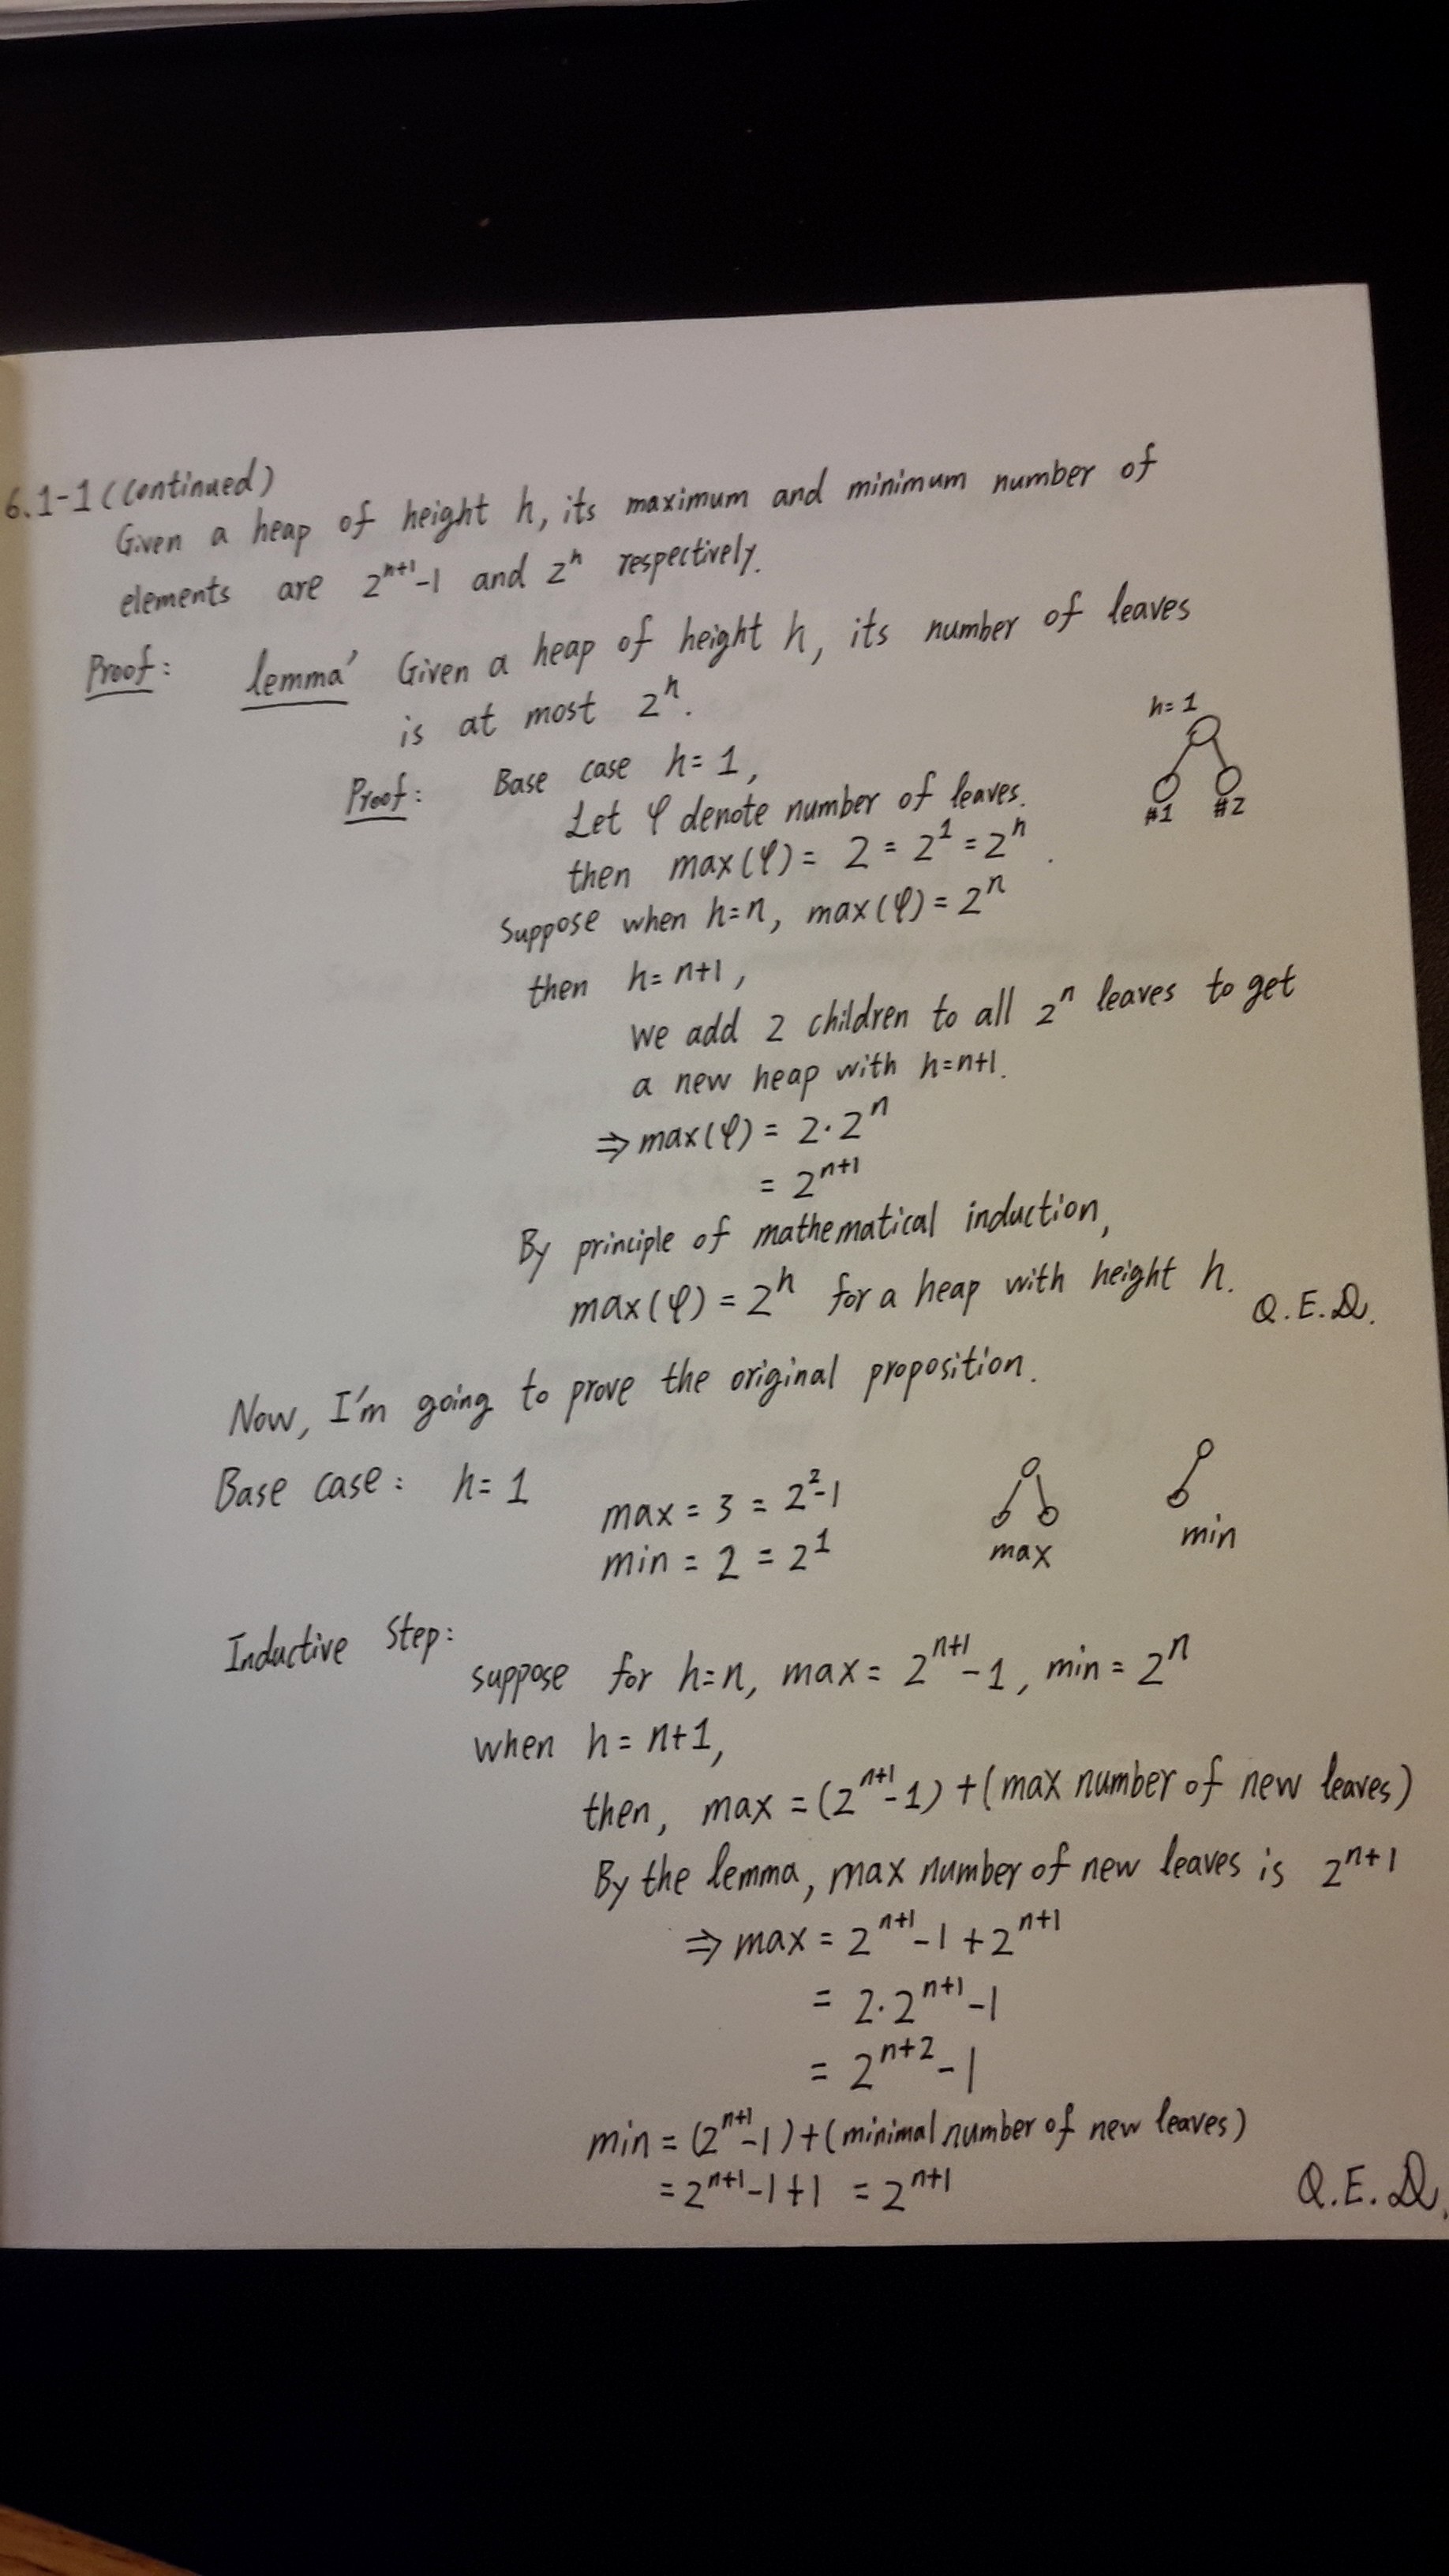 6.1-1 (continued)
Given a heap of height h, its maximum and minimum number of
elements are 2^{h+1}-1 and 2^h respectively.
Proof: lemma' Given a heap of height h, its number of leaves
is at most 2^h.
h=1
#1 #2
Proof: Base case h=1,
Let φ denote number of leaves.
then max(φ) = 2 = 2^1 = 2^h.
Suppose when h=n, max(φ) = 2^n
then h=n+1,
we add 2 children to all 2^n leaves to get
a new heap with h=n+1.
⇒ max(φ) = 2·2^n
= 2^{n+1}
By principle of mathematical induction,
max(φ) = 2^h for a heap with height h.
Q.E.D.
Now, I'm going to prove the original proposition.
Base case: h=1
max = 3 = 2^2-1
min = 2 = 2^1
max min
Inductive Step:
suppose for h=n, max = 2^{n+1}-1, min = 2^n
when h=n+1,
then, max = (2^{n+1}-1) + (max number of new leaves)
By the lemma, max number of new leaves is 2^{n+1}
⇒ max = 2^{n+1}-1+2^{n+1}
= 2·2^{n+1}-1
= 2^{n+2}-1
min = (2^{n+1}-1)+(minimal number of new leaves)
= 2^{n+1}-1+1 = 2^{n+1}
Q.E.D.